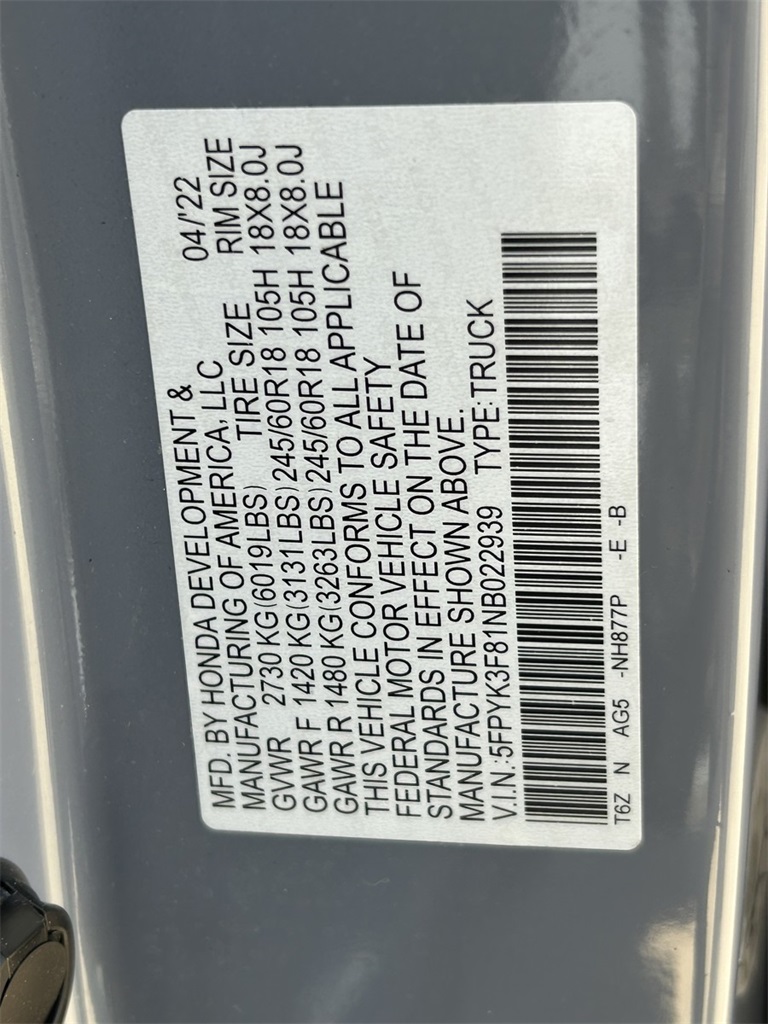 MFD. BY HONDA DEVELOPMENT & 04/'22
MANUFACTURING OF AMERICA, LLC
TIRE SIZE RIM SIZE
GVWR 2730 KG(6019LBS)
GAWR F 1420 KG(3131LBS) 245/60R18 105H 18X8.0J
GAWR R 1480 KG(3263LBS) 245/60R18 105H 18X8.0J
THIS VEHICLE CONFORMS TO ALL APPLICABLE
FEDERAL MOTOR VEHICLE SAFETY
STANDARDS IN EFFECT ON THE DATE OF
MANUFACTURE SHOWN ABOVE.
V.I.N.:5FPYK3F81NB022939 TYPE:TRUCK
T6Z N AG5 -NH877P -E -B